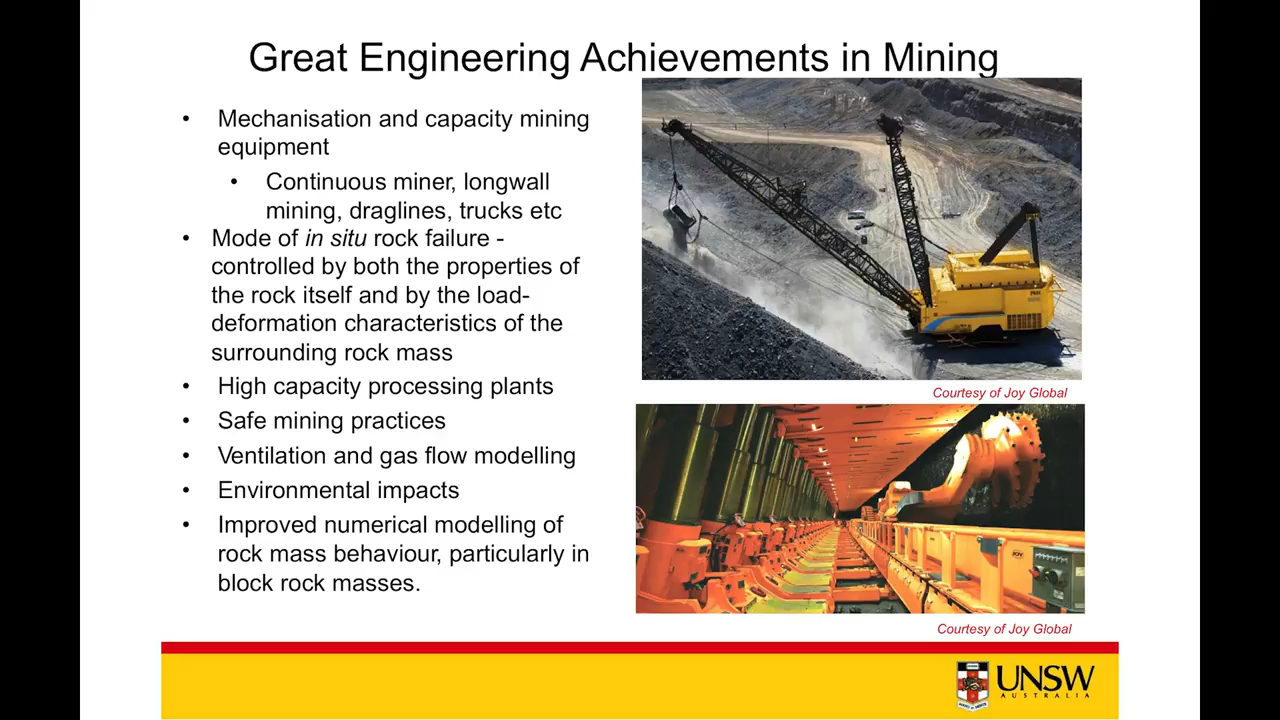 Great Engineering Achievements in Mining
• Mechanisation and capacity mining
equipment
• Continuous miner, longwall
mining, draglines, trucks etc
• Mode of in situ rock failure -
controlled by both the properties of
the rock itself and by the load-
deformation characteristics of the
surrounding rock mass
• High capacity processing plants
• Safe mining practices
• Ventilation and gas flow modelling
• Environmental impacts
• Improved numerical modelling of
rock mass behaviour, particularly in
block rock masses.
Courtesy of Joy Global
JOY
Courtesy of Joy Global
UNSW
AUSTRALIA